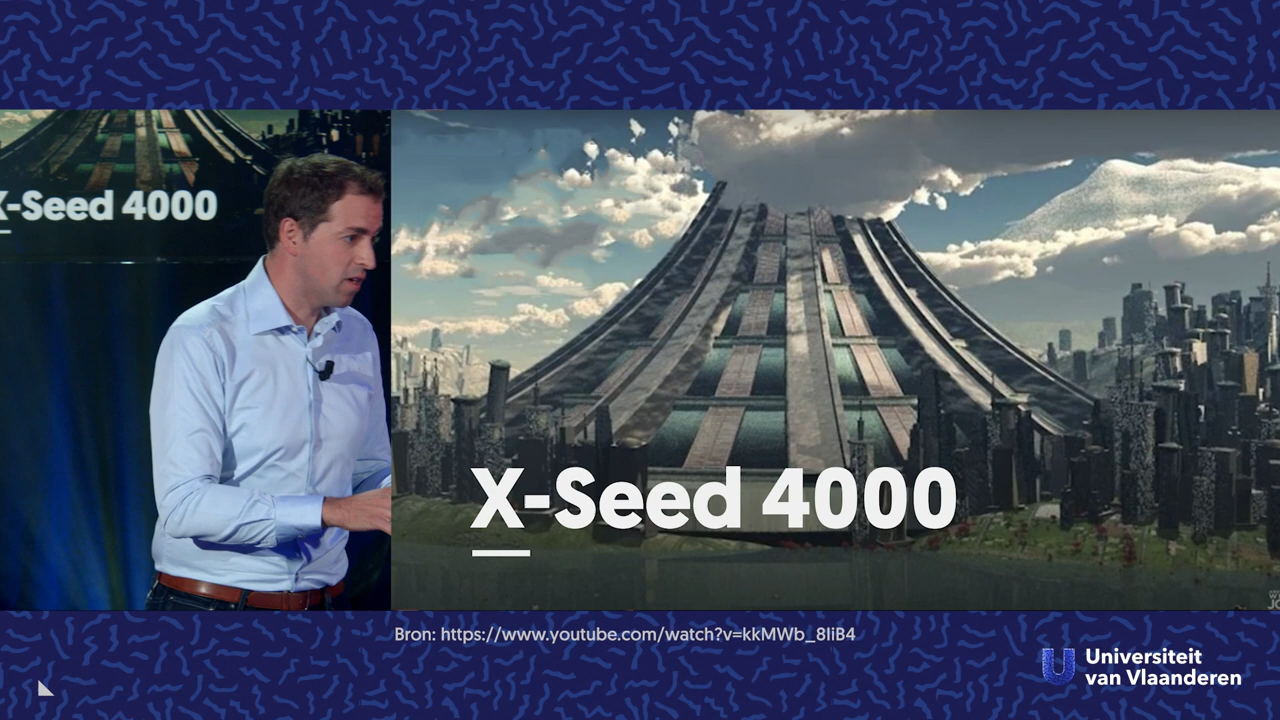 X-Seed 4000
X-Seed 4000
Bron: https://www.youtube.com/watch?v=kkMWb_8IiB4
Universiteit
van Vlaanderen